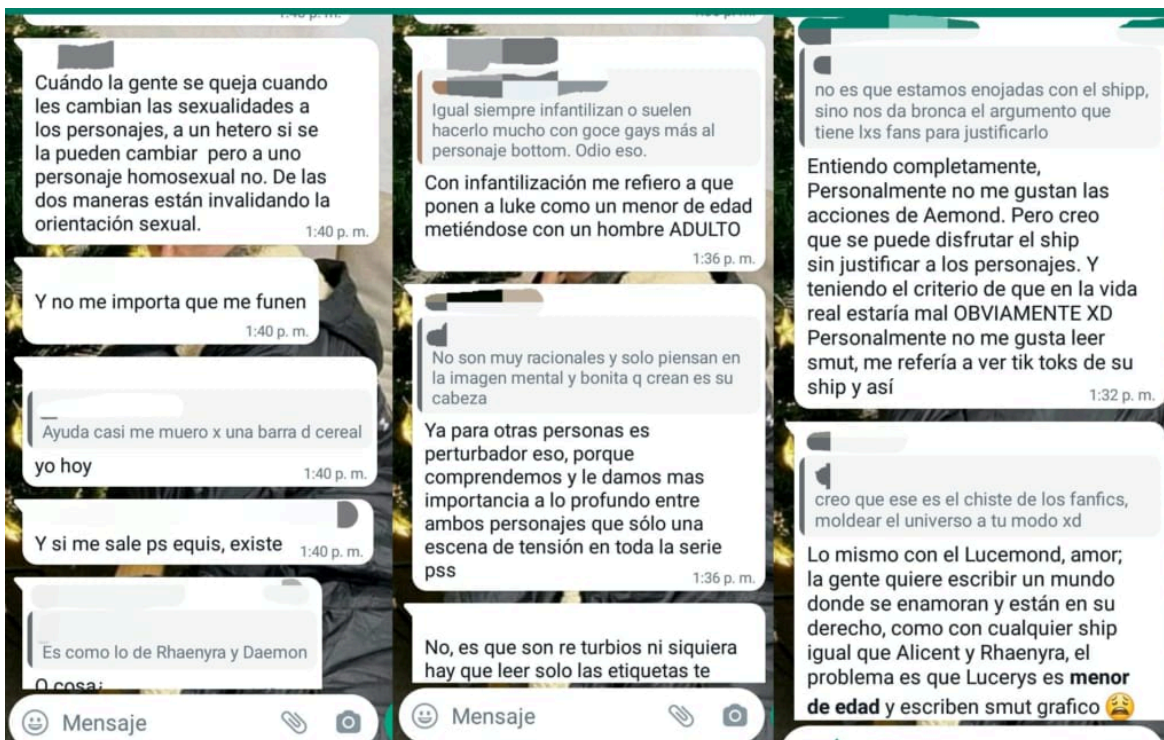 Cuándo la gente se queja cuando
les cambian las sexualidades a
los personajes, a un hetero si se
la pueden cambiar pero a uno
personaje homosexual no. De las
dos maneras están invalidando la
orientación sexual.
1:40 p. m.
Y no me importa que me funen
1:40 p. m.
Ayuda casi me muero x una barra d cereal
yo hoy
1:40 p. m.
Y si me sale ps equis, existe
1:40 p. m.
Es como lo de Rhaenyra y Daemon
Mensaje
Igual siempre infantilizan o suelen
hacerlo mucho con goce gays más al
personaje bottom. Odio eso.
Con infantilización me refiero a que
ponen a luke como un menor de edad
metiéndose con un hombre ADULTO
1:36 p. m.
No son muy racionales y solo piensan en
la imagen mental y bonita q crean es su
cabeza
Ya para otras personas es
perturbador eso, porque
comprendemos y le damos mas
importancia a lo profundo entre
ambos personajes que sólo una
escena de tensión en toda la serie
pss
1:36 p. m.
No, es que son re turbios ni siquiera
hay que leer solo las etiquetas te
Mensaje
no es que estamos enojadas con el shipp,
sino nos da bronca el argumento que
tiene lxs fans para justificarlo
Entiendo completamente,
Personalmente no me gustan las
acciones de Aemond. Pero creo
que se puede disfrutar el ship
sin justificar a los personajes. Y
teniendo el criterio de que en la vida
real estaría mal OBVIAMENTE XD
Personalmente no me gusta leer
smut, me refería a ver tik toks de su
ship y así
1:32 p. m.
creo que ese es el chiste de los fanfics,
moldear el universo a tu modo xd
Lo mismo con el Lucemond, amor;
la gente quiere escribir un mundo
donde se enamoran y están en su
derecho, como con cualquier ship
igual que Alicent y Rhaenyra, el
problema es que Lucerys es menor
de edad y escriben smut grafico 😩